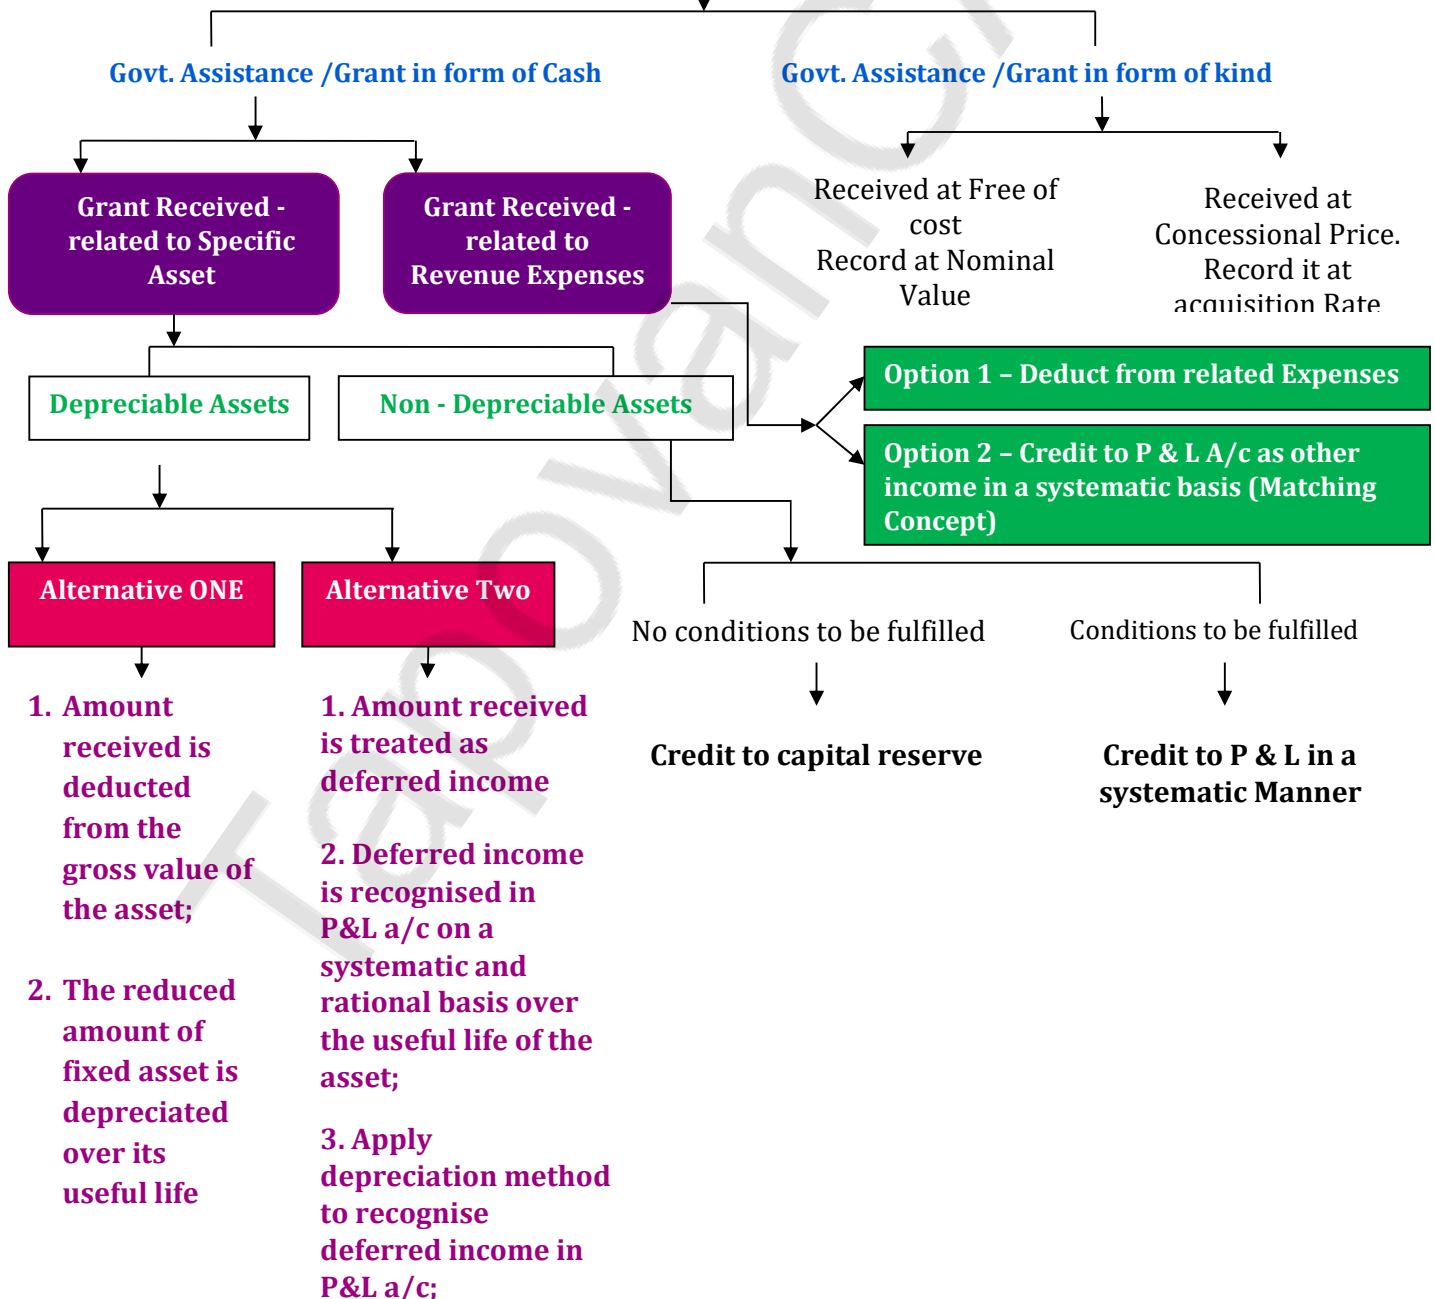 Govt. Assistance /Grant in form of Cash
Govt. Assistance /Grant in form of kind
Grant Received -
related to Specific
Asset
Grant Received -
related to
Revenue Expenses
Received at Free of
cost
Record at Nominal
Value
Received at
Concessional Price.
Record it at
acquisition Rate
Depreciable Assets
Non - Depreciable Assets
Option 1 – Deduct from related Expenses
Option 2 – Credit to P & L A/c as other
income in a systematic basis (Matching
Concept)
Alternative ONE
Alternative Two
No conditions to be fulfilled
Conditions to be fulfilled
Credit to capital reserve
Credit to P & L in a
systematic Manner
1. Amount
received is
deducted
from the
gross value of
the asset;
2. The reduced
amount of
fixed asset is
depreciated
over its
useful life
1. Amount received
is treated as
deferred income
2. Deferred income
is recognised in
P&L a/c on a
systematic and
rational basis over
the useful life of the
asset;
3. Apply
depreciation method
to recognise
deferred income in
P&L a/c;
TapovanCA